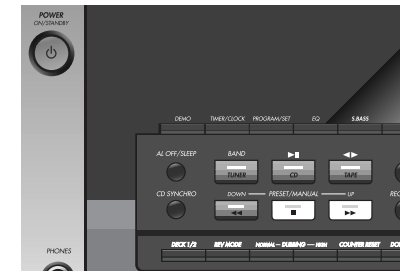 POWER
ON/STANDBY
DEMO TIMER/CLOCK PROGRAM/SET EQ S.BASS
AL OFF/SLEEP BAND
TUNER CD TAPE
CD SYNCHRO DOWN PRESET/MANUAL UP
PHONES
DECK 1/2 REV MODE NORMAL DUBBING HIGH COUNTER RESET